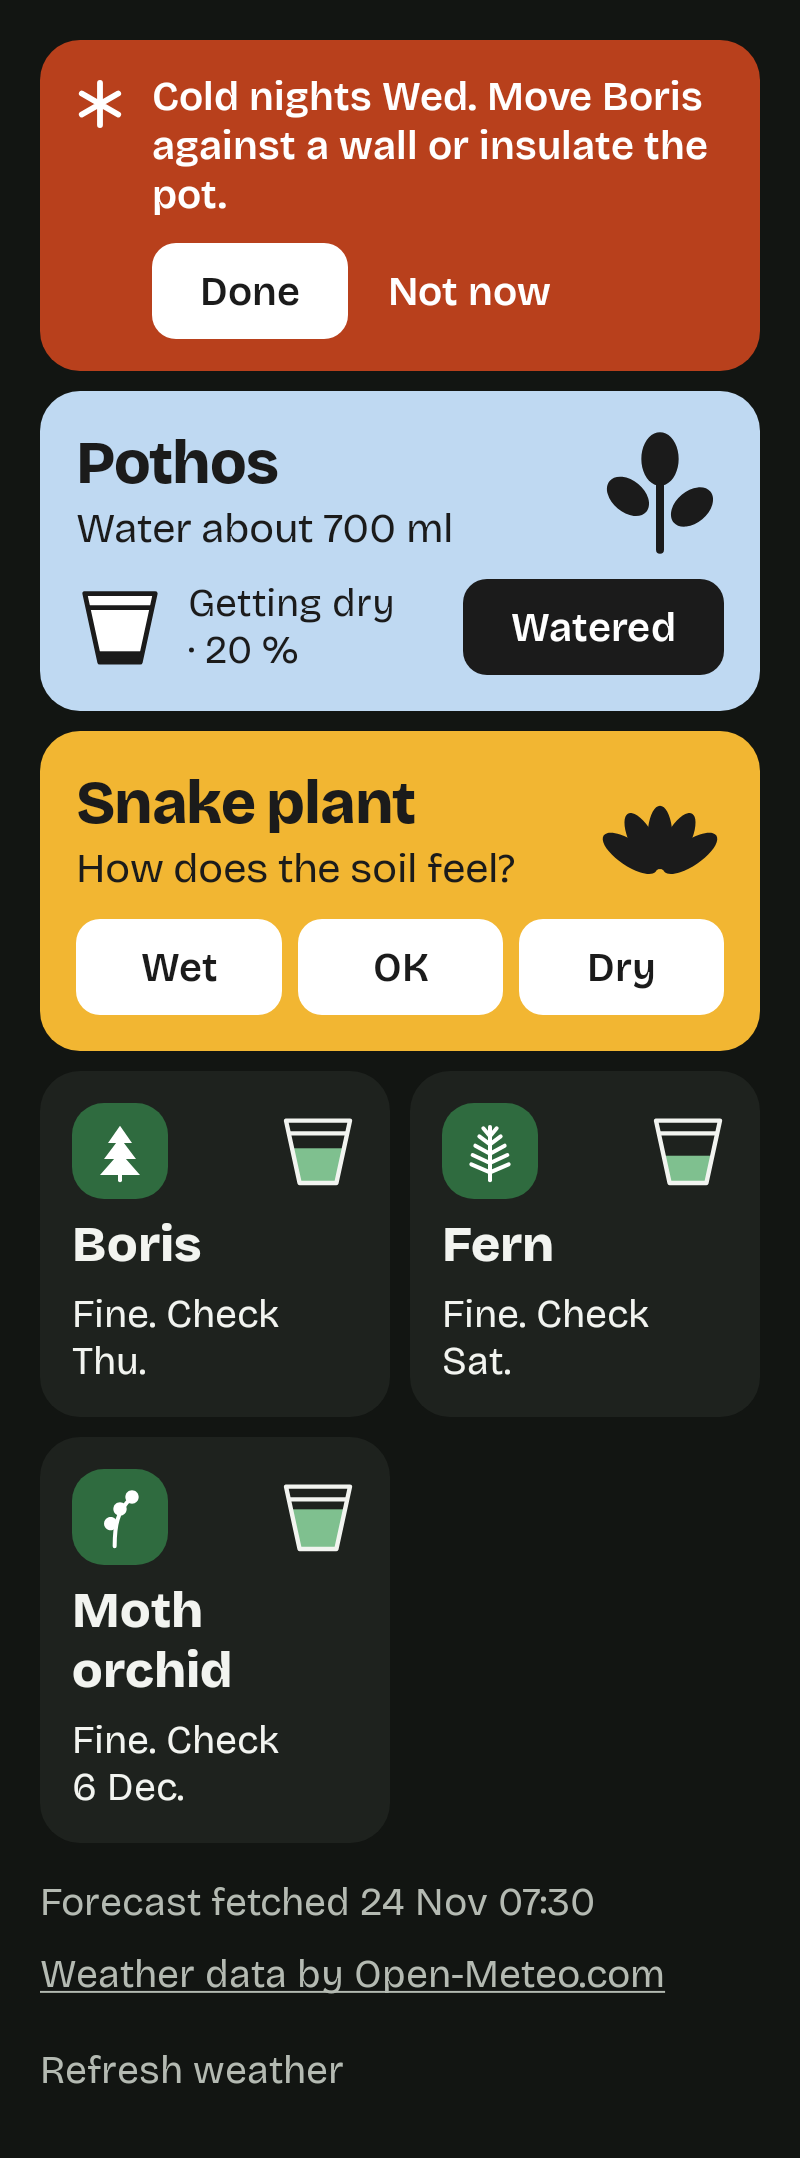 Cold nights Wed. Move Boris
against a wall or insulate the
pot.
Done
Not now
Pothos
Water about 700 ml
Getting dry
· 20 %
Watered
Snake plant
How does the soil feel?
Wet
OK
Dry
Boris
Fine. Check
Thu.
Fern
Fine. Check
Sat.
Moth
orchid
Fine. Check
6 Dec.
Forecast fetched 24 Nov 07:30
Weather data by Open-Meteo.com
Refresh weather